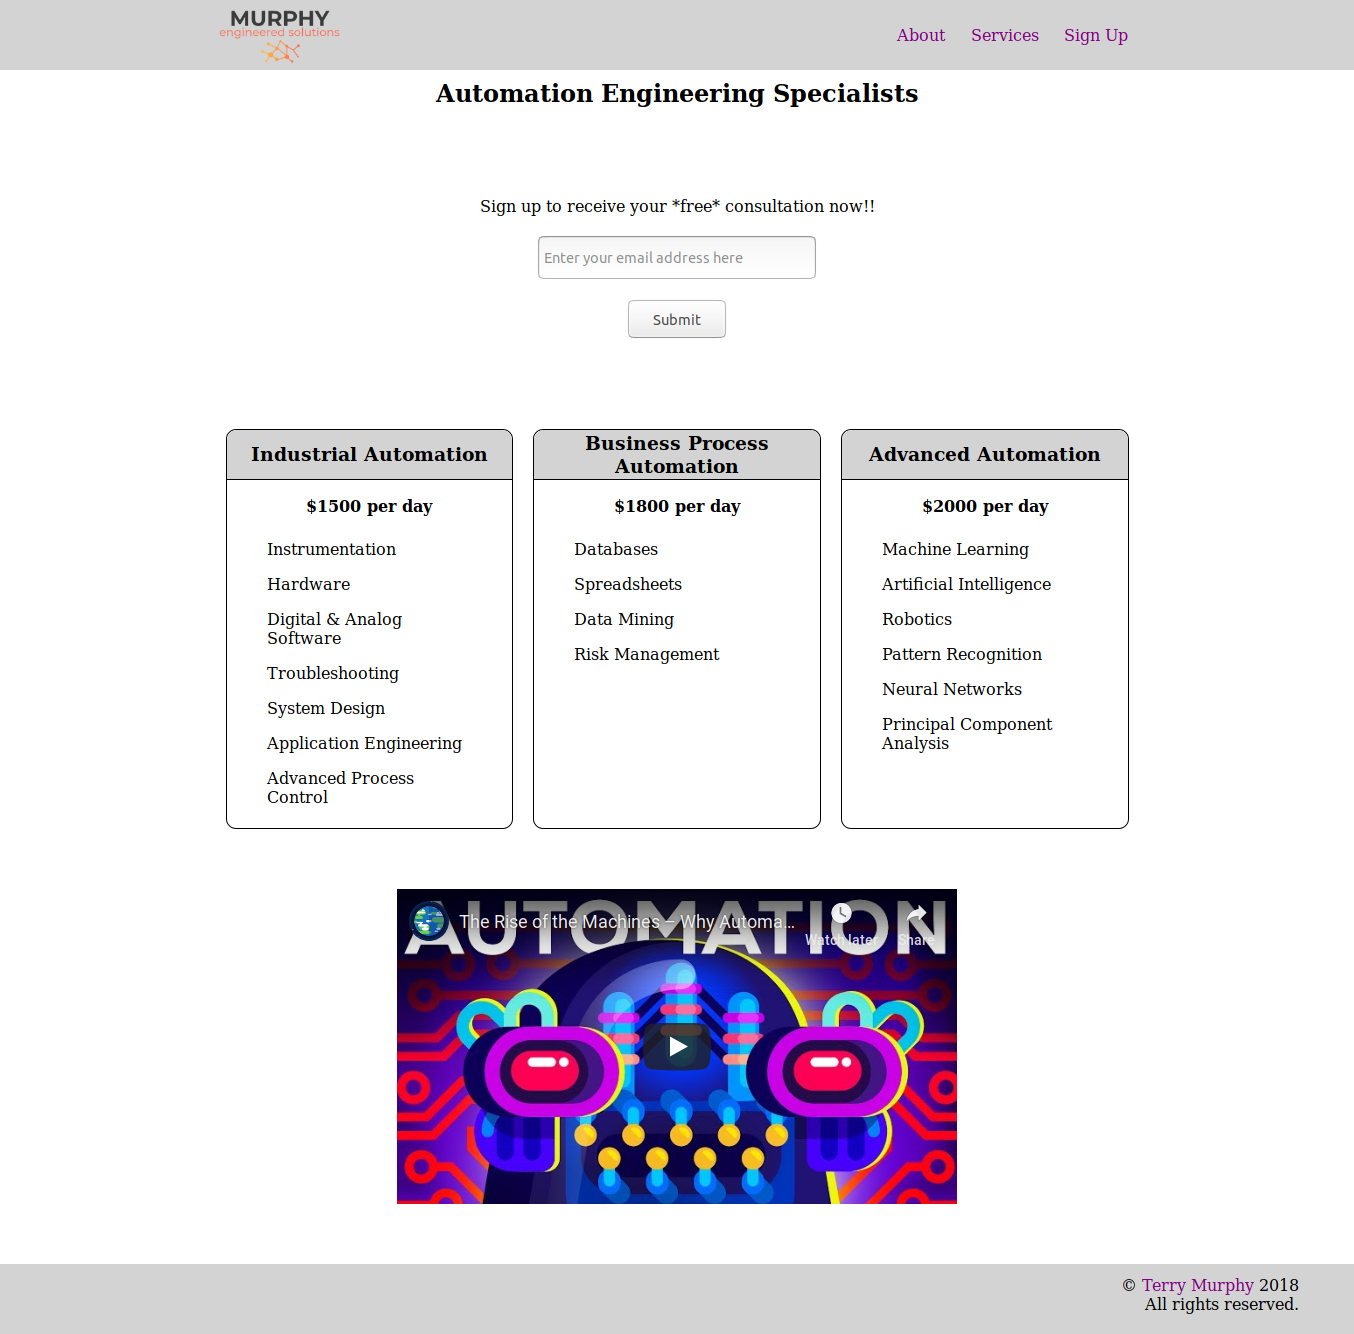 MURPHY
engineered solutions
About Services Sign Up
Automation Engineering Specialists
Sign up to receive your *free* consultation now!!
Enter your email address here
Submit
Industrial Automation
$1500 per day
Instrumentation
Hardware
Digital & Analog
Software
Troubleshooting
System Design
Application Engineering
Advanced Process
Control
Business Process
Automation
$1800 per day
Databases
Spreadsheets
Data Mining
Risk Management
Advanced Automation
$2000 per day
Machine Learning
Artificial Intelligence
Robotics
Pattern Recognition
Neural Networks
Principal Component
Analysis
AUTOMATION
The Rise of the Machines – Why Automa...
Watch later
Share
© Terry Murphy 2018
All rights reserved.